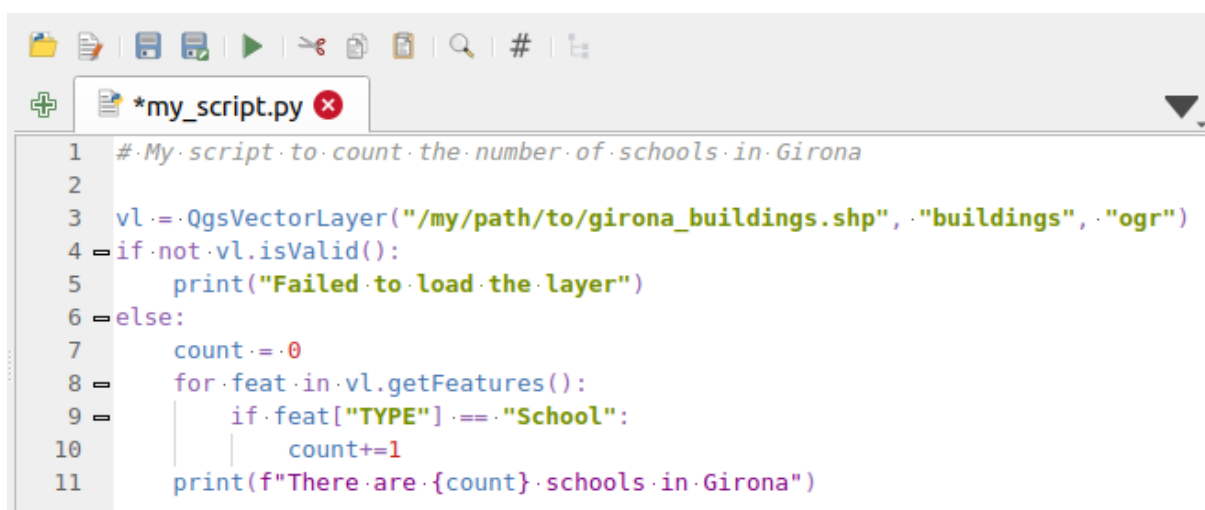 *my_script.py
1 # My script to count the number of schools in Girona
2
3 vl = QgsVectorLayer("/my/path/to/girona_buildings.shp", "buildings", "ogr")
4 if not vl.isValid():
5     print("Failed to load the layer")
6 else:
7     count = 0
8     for feat in vl.getFeatures():
9         if feat["TYPE"] == "School":
10             count+=1
11     print(f"There are {count} schools in Girona")